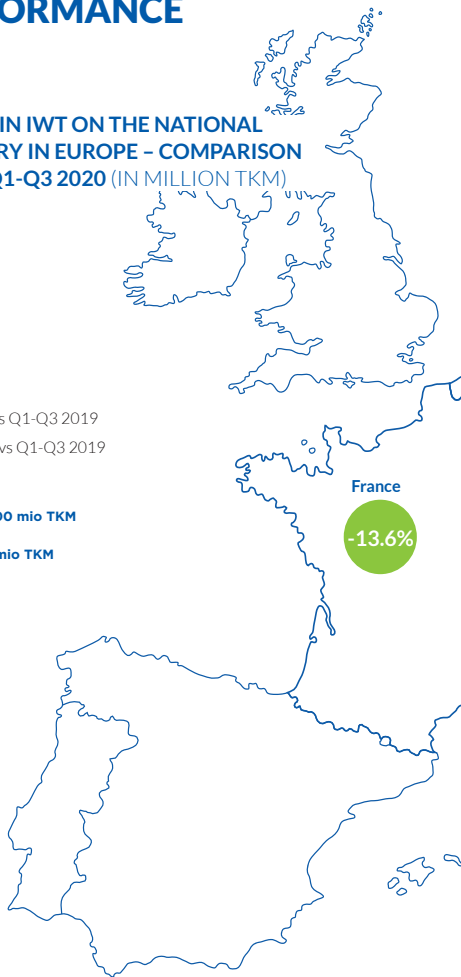 ORMANCE
IN IWT ON THE NATIONAL
RY IN EUROPE – COMPARISON
Q1-Q3 2020 (IN MILLION TKM)
s Q1-Q3 2019
vs Q1-Q3 2019
00 mio TKM
mio TKM
France
-13.6%